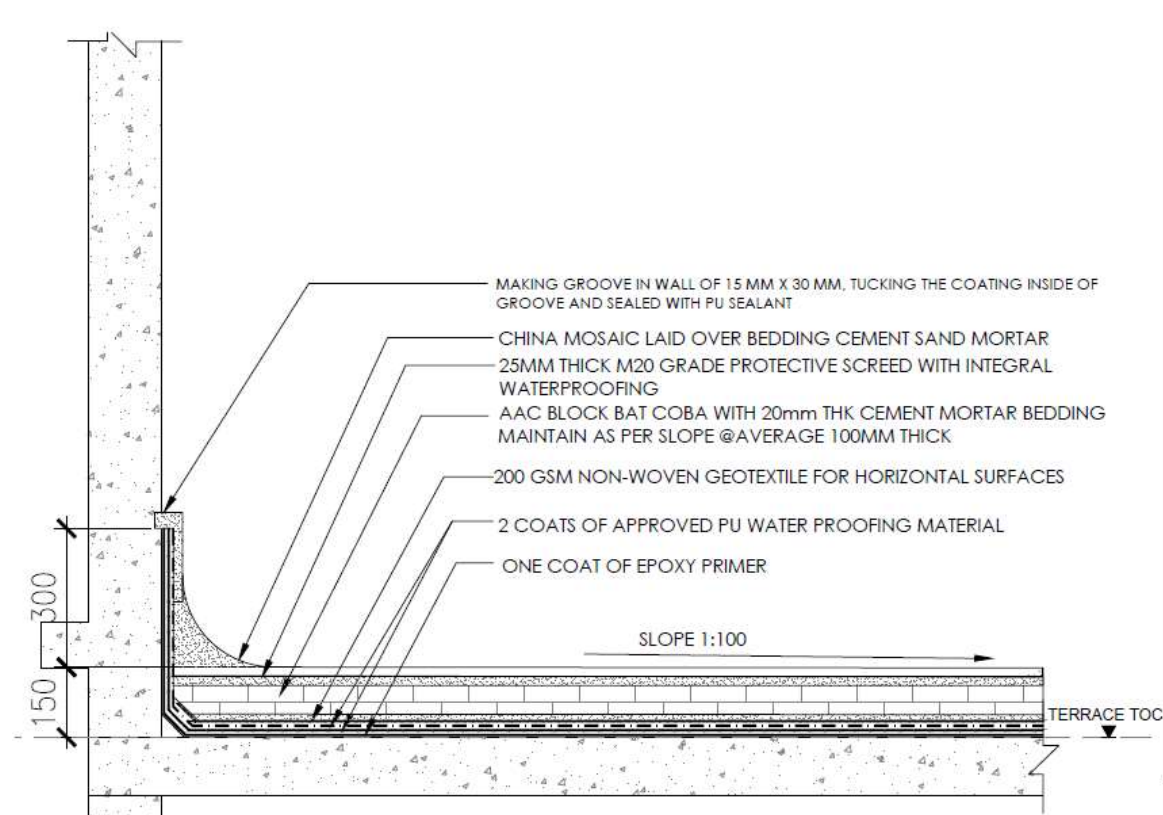 MAKING GROOVE IN WALL OF 15 MM X 30 MM, TUCKING THE COATING INSIDE OF
GROOVE AND SEALED WITH PU SEALANT
CHINA MOSAIC LAID OVER BEDDING CEMENT SAND MORTAR
25MM THICK M20 GRADE PROTECTIVE SCREED WITH INTEGRAL
WATERPROOFING
AAC BLOCK BAT COBA WITH 20mm THK CEMENT MORTAR BEDDING
MAINTAIN AS PER SLOPE @AVERAGE 100MM THICK
200 GSM NON-WOVEN GEOTEXTILE FOR HORIZONTAL SURFACES
2 COATS OF APPROVED PU WATER PROOFING MATERIAL
ONE COAT OF EPOXY PRIMER
300
SLOPE 1:100
150
TERRACE TOC